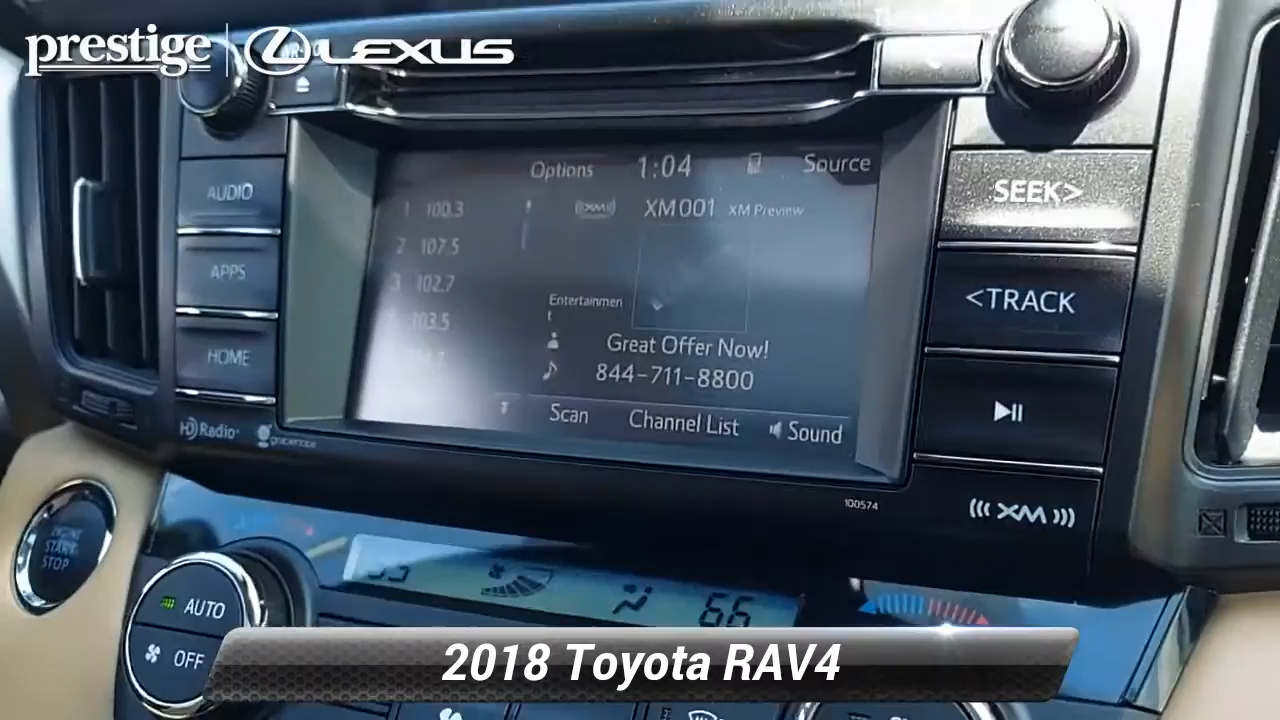 prestige LEXUS
AUDIO
APPS
HOME
HD Radio
gracenote
Options 1:04 Source
1 100.3
2 107.5
3 102.7
103.5
XM XM001 XM Preview
Entertainmen
t
Great Offer Now!
844-711-8800
Scan Channel List Sound
SEEK>
<TRACK
100574
((( XM )))
ENGINE
START
STOP
AUTO
OFF
66
2018 Toyota RAV4